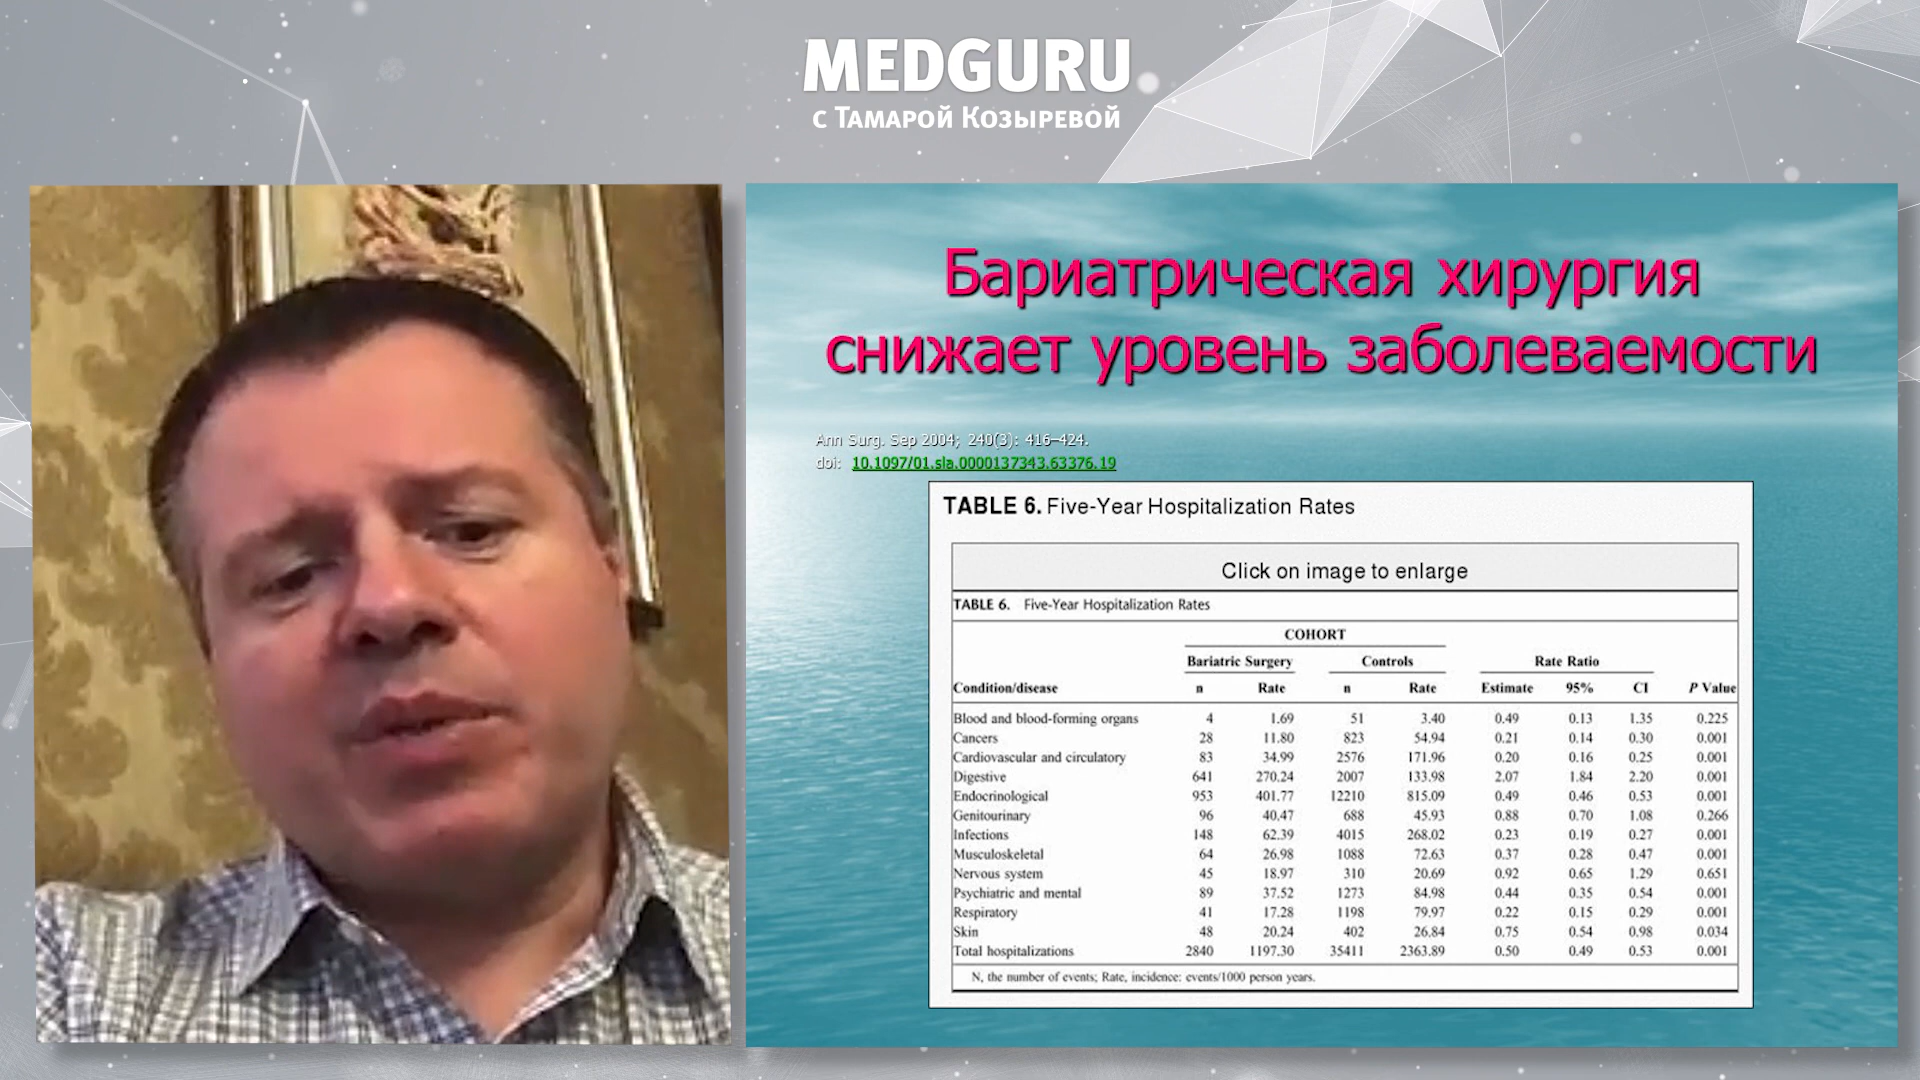 MEDGURU
с Тамарой Козыревой
Бариатрическая хирургия
снижает уровень заболеваемости
Ann Surg. Sep 2004; 240(3): 416–424.
doi: 10.1097/01.sla.0000137343.63376.19
TABLE 6. Five-Year Hospitalization Rates
Click on image to enlarge
TABLE 6. Five-Year Hospitalization Rates
COHORT
Bariatric Surgery Controls Rate Ratio
Condition/disease n Rate n Rate Estimate 95% CI P Value
Blood and blood-forming organs 4 1.69 51 3.40 0.49 0.13 1.35 0.225
Cancers 28 11.80 823 54.94 0.21 0.14 0.30 0.001
Cardiovascular and circulatory 83 34.99 2576 171.96 0.20 0.16 0.25 0.001
Digestive 641 270.24 2007 133.98 2.07 1.84 2.20 0.001
Endocrinological 953 401.77 12210 815.09 0.49 0.46 0.53 0.001
Genitourinary 96 40.47 688 45.93 0.88 0.70 1.08 0.266
Infections 148 62.39 4015 268.02 0.23 0.19 0.27 0.001
Musculoskeletal 64 26.98 1088 72.63 0.37 0.28 0.47 0.001
Nervous system 45 18.97 310 20.69 0.92 0.65 1.29 0.651
Psychiatric and mental 89 37.52 1273 84.98 0.44 0.35 0.54 0.001
Respiratory 41 17.28 1198 79.97 0.22 0.15 0.29 0.001
Skin 48 20.24 402 26.84 0.75 0.54 0.98 0.034
Total hospitalizations 2840 1197.30 35411 2363.89 0.50 0.49 0.53 0.001
N, the number of events; Rate, incidence: events/1000 person years.